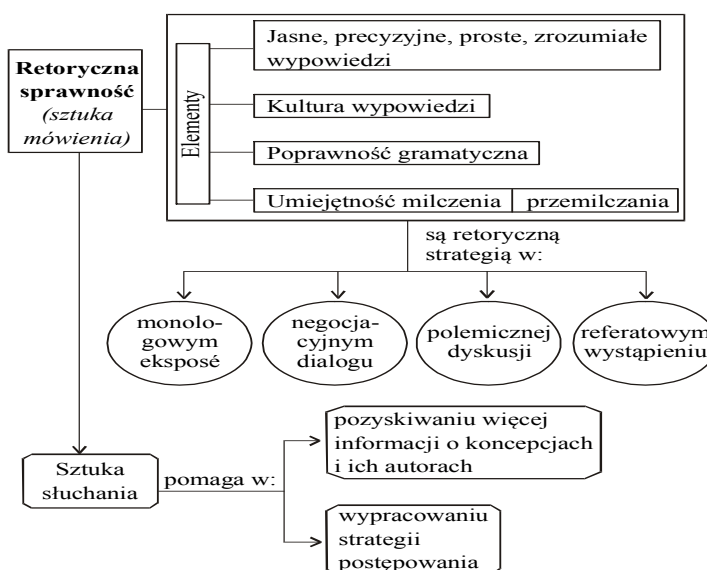 Retoryczna
sprawność
(sztuka
mówienia)
Elementy
Jasne, precyzyjne, proste, zrozumiałe
wypowiedzi
Kultura wypowiedzi
Poprawność gramatyczna
Umiejętność milczenia
przemilczania
są retoryczną
strategią w:
monolo-
gowym
eksposé
negocja-
cyjnym
dialogu
polemicznej
dyskusji
referatowym
wystąpieniu
Sztuka
słuchania
pomaga w:
pozyskiwaniu więcej
informacji o koncepcjach
i ich autorach
wypracowaniu
strategii
postępowania